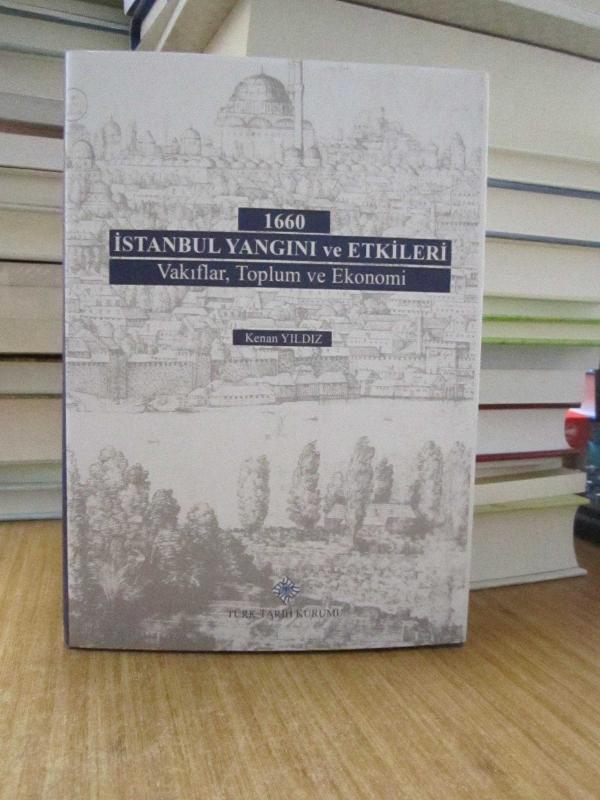 1660
İSTANBUL YANGINI ve ETKİLERİ
Vakıflar, Toplum ve Ekonomi
Kenan YILDIZ
TÜRK TARİH KURUMU